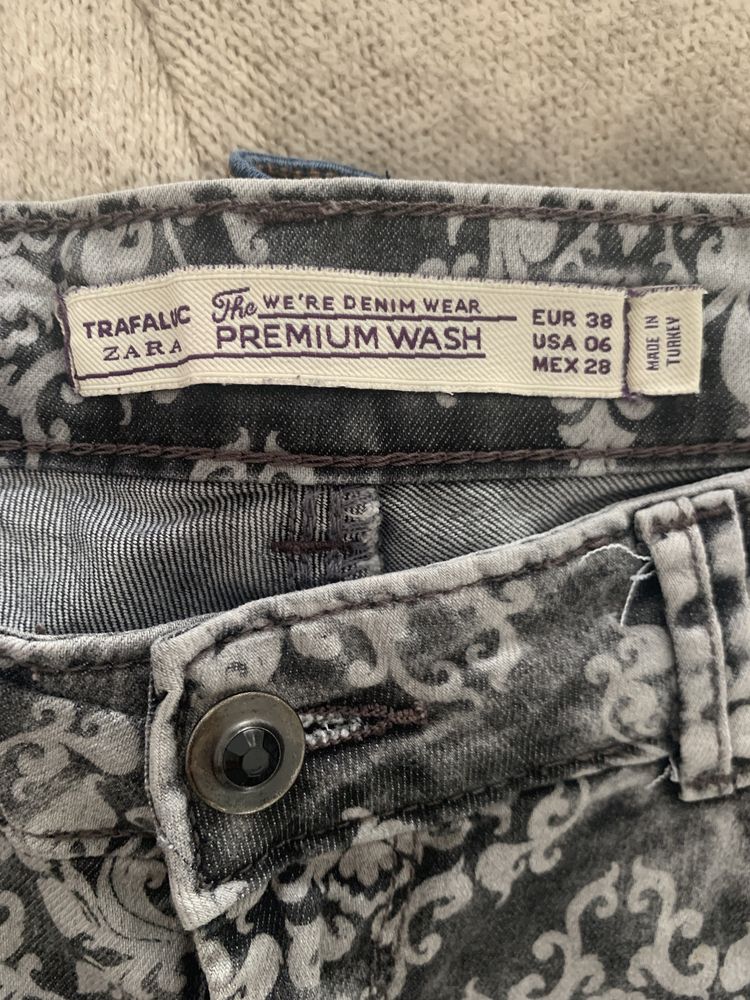 TRAFALUC
ZARA
The WE'RE DENIM WEAR
PREMIUM WASH
EUR 38
USA 06
MEX 28
MADE IN
TURKEY